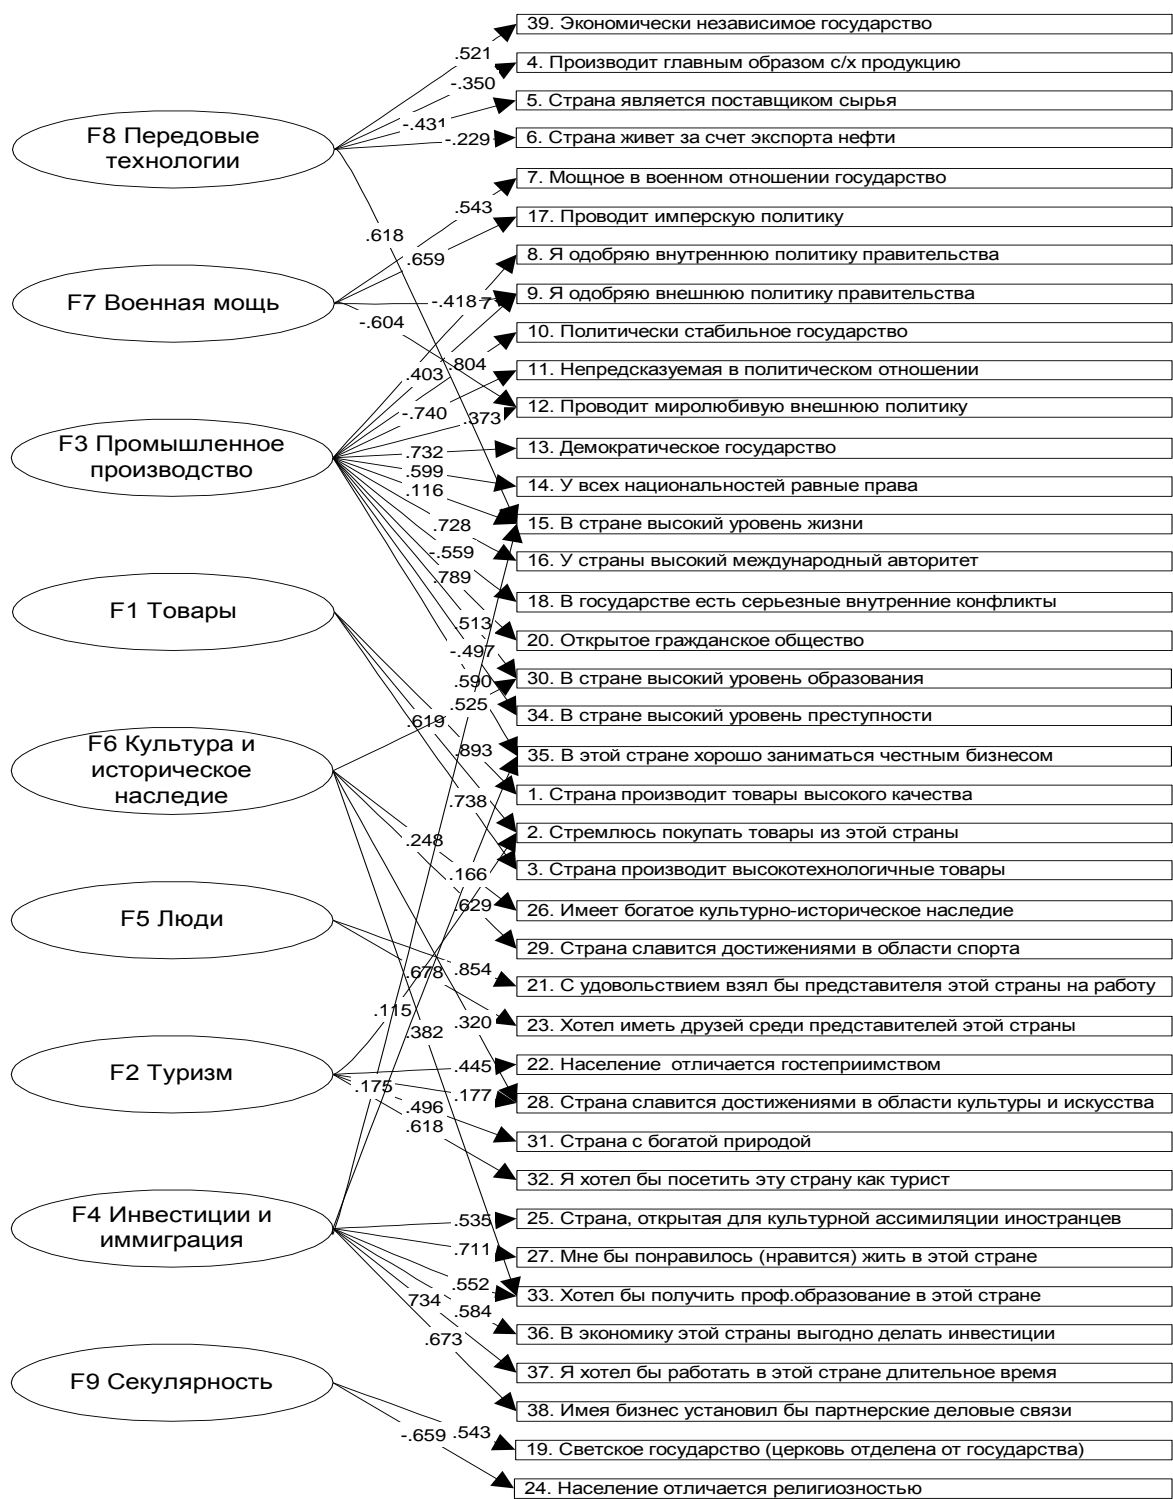 39. Экономически независимое государство
.521
4. Производит главным образом с/х продукцию
-.350
5. Страна является поставщиком сырья
-.431
F8 Передовые
технологии
-.229
6. Страна живет за счет экспорта нефти
7. Мощное в военном отношении государство
.543
17. Проводит имперскую политику
.618
.659
8. Я одобряю внутреннюю политику правительства
F7 Военная мощь
-.418
9. Я одобряю внешнюю политику правительства
-.604
10. Политически стабильное государство
.804
.403
11. Непредсказуемая в политическом отношении
-.740
.373
12. Проводит миролюбивую внешнюю политику
F3 Промышленное
производство
.732
13. Демократическое государство
.599
14. У всех национальностей равные права
.116
15. В стране высокий уровень жизни
.728
-.559
16. У страны высокий международный авторитет
.789
18. В государстве есть серьезные внутренние конфликты
F1 Товары
.513
20. Открытое гражданское общество
-.497
30. В стране высокий уровень образования
.590
.525
34. В стране высокий уровень преступности
.619
F6 Культура и
историческое
наследие
.893
35. В этой стране хорошо заниматься честным бизнесом
.738
1. Страна производит товары высокого качества
2. Стремлюсь покупать товары из этой страны
.248
3. Страна производит высокотехнологичные товары
.166
.629
26. Имеет богатое культурно-историческое наследие
F5 Люди
29. Страна славится достижениями в области спорта
.678
.854
21. С удовольствием взял бы представителя этой страны на работу
.115
.382
.320
23. Хотел иметь друзей среди представителей этой страны
F2 Туризм
.445
22. Население отличается гостеприимством
.175
.177
28. Страна славится достижениями в области культуры и искусства
.496
.618
31. Страна с богатой природой
32. Я хотел бы посетить эту страну как турист
F4 Инвестиции и
иммиграция
.535
25. Страна, открытая для культурной ассимиляции иностранцев
.711
27. Мне бы понравилось (нравится) жить в этой стране
.552
33. Хотел бы получить проф.образование в этой стране
.734
.584
36. В экономику этой страны выгодно делать инвестиции
.673
37. Я хотел бы работать в этой стране длительное время
F9 Секулярность
38. Имея бизнес установил бы партнерские деловые связи
-.659
.543
19. Светское государство (церковь отделена от государства)
24. Население отличается религиозностью